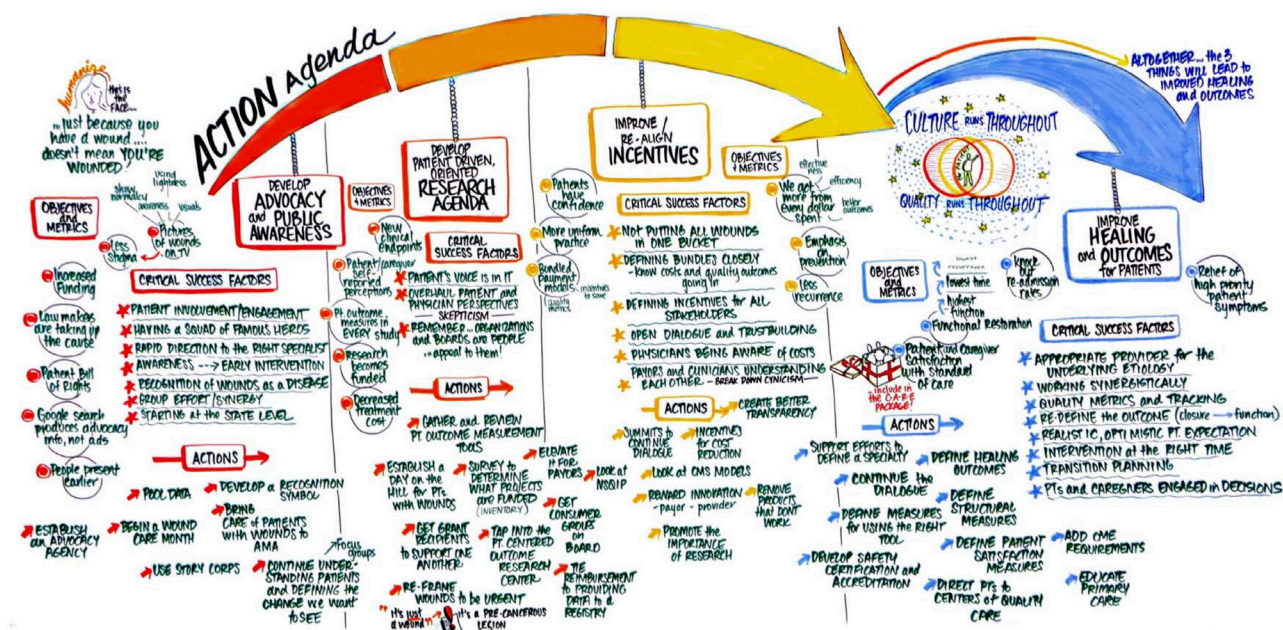 ACTION Agenda
humanize
this is
the
FACE...
...Just because you
have a wound....
doesn't mean YOU'RE
WOUNDED!
OBJECTIVES
and
METRICS
show
normalcy
using
lightness
awareness
visuals
Pictures
of wounds
on TV
Less
stigma
Increased
Funding
Law makers
are taking up
the cause
Patient Bill
of Rights
Google search
produces advocacy
info, not ads
People present
earlier
DEVELOP
ADVOCACY
and PUBLIC
AWARENESS
CRITICAL SUCCESS FACTORS
PATIENT INVOLVEMENT/ENGAGEMENT
HAVING a SQUAD OF FAMOUS HEROS
RAPID DIRECTION to the RIGHT SPECIALIST
AWARENESS ---> EARLY INTERVENTION
RECOGNITION OF WOUNDS as a DISEASE
GROUP EFFORT/SYNERGY
STARTING at the STATE LEVEL
ACTIONS
POOL DATA
DEVELOP a RECOGNITION
SYMBOL
ESTABLISH
an ADVOCACY
AGENCY
BEGIN a WOUND
CARE MONTH
BRING
CARE OF PATIENTS
WITH WOUNDS to
AMA
USE STORY CORPS
CONTINUE UNDER-
STANDING PATIENTS
and DEFINING the
CHANGE we WANT
to SEE
Focus
groups
DEVELOP
PATIENT DRIVEN,
ORIENTED
RESEARCH
AGENDA
OBJECTIVES
+ METRICS
New
clinical
endpoints
Patient/caregiver
self-
reported
perceptions
Pt. outcome
measures in
EVERY study
Research
becomes
funded
Decreased
treatment
cost
CRITICAL
SUCCESS FACTORS
PATIENT'S VOICE is in IT
OVERHAUL PATIENT and
PHYSICIAN PERSPECTIVES
SKEPTICISM
REMEMBER... ORGANIZATIONS
and BOARDS are PEOPLE
...appeal to them!
ACTIONS
GATHER and REVIEW
PT. OUTCOME MEASUREMENT
TOOLS
ESTABLISH a
DAY on the
HILL for PTs
with WOUNDS
SURVEY to
DETERMINE
WHAT PROJECTS
are FUNDED
(INVENTORY)
ELEVATE
IT FOR
PAYORS
LOOK at
NSQIP
GET GRANT
RECIPIENTS
to SUPPORT ONE
ANOTHER
TAP INTO the
PT. CENTERED
OUTCOME
RESEARCH
CENTER
GET
CONSUMER
GROUPS
on
BOARD
RE-FRAME
WOUNDS to be URGENT
"it's just
a wound"
it's a PRE-CANCEROUS
LEGION
TIE
REIMBURSEMENT
to PROVIDING
DATA to a
REGISTRY
IMPROVE/
RE-ALIGN
INCENTIVES
OBJECTIVES
+ METRICS
Patients
have
confidence
More uniform
practice
Bundled
payment
models
incentives
to save
quality
metrics
effective
ness
efficiency
better
outcomes
We get
more from
every dollar
spent
Emphasis
on
prevention
Less
recurrence
CRITICAL SUCCESS FACTORS
NOT PUTTING ALL WOUNDS
IN ONE BUCKET
DEFINING BUNDLES CLOSELY
-know costs and quality outcomes
going in
DEFINING INCENTIVES for ALL
STAKEHOLDERS
OPEN DIALOGUE and TRUSTBUILDING
PHYSICIANS BEING AWARE OF COSTS
PAYORS and CLINICIANS UNDERSTANDING
EACH OTHER - BREAK DOWN CYNICISM -
ACTIONS
CREATE BETTER
TRANSPARENCY
SUMMITS to
CONTINUE
DIALOGUE
INCENTIVES
for COST
REDUCTION
LOOK at CMS MODELS
REWARD INNOVATION
-payor - provider
REMOVE
PRODUCTS
that DON'T
WORK
PROMOTE the
IMPORTANCE
OF RESEARCH
CULTURE RUNS THROUGHOUT
the PATIENT
QUALITY RUNS THROUGHOUT
ALTOGETHER... the 3
THINGS WILL LEAD to
IMPROVED HEALING
and OUTCOMES
IMPROVE
HEALING
and OUTCOMES
for PATIENTS
OBJECTIVES
and
METRICS
lowest
recurrence
lowest time
highest
function
Functional Restoration
Knock
out
re-admission
rates
Relief of
high priority
patient
symptoms
Patient and Caregiver
Satisfaction
with standard
of care
...include in
the C.A.R.E
PACKAGE!
CRITICAL SUCCESS FACTORS
APPROPRIATE PROVIDER for the
UNDERLYING ETIOLOGY
WORKING SYNERGISTICALLY
QUALITY METRICS and TRACKING
RE-DEFINE the OUTCOME (closure → function)
REALISTIC, OPTIMISTIC PT. EXPECTATION
INTERVENTION at the RIGHT TIME
TRANSITION PLANNING
PTs and CAREGIVERS ENGAGED in DECISIONS
ACTIONS
SUPPORT EFFORTS to
DEFINE a SPECIALTY
DEFINE HEALING
OUTCOMES
CONTINUE the
DIALOGUE
DEFINE
STRUCTURAL
MEASURES
DEFINE MEASURES
for USING the RIGHT
TOOL
DEFINE PATIENT
SATISFACTION
MEASURES
ADD CME
REQUIREMENTS
DEVELOP SAFETY
CERTIFICATION and
ACCREDITATION
DIRECT PTs to
CENTERS of QUALITY
CARE
EDUCATE
PRIMARY
CARE